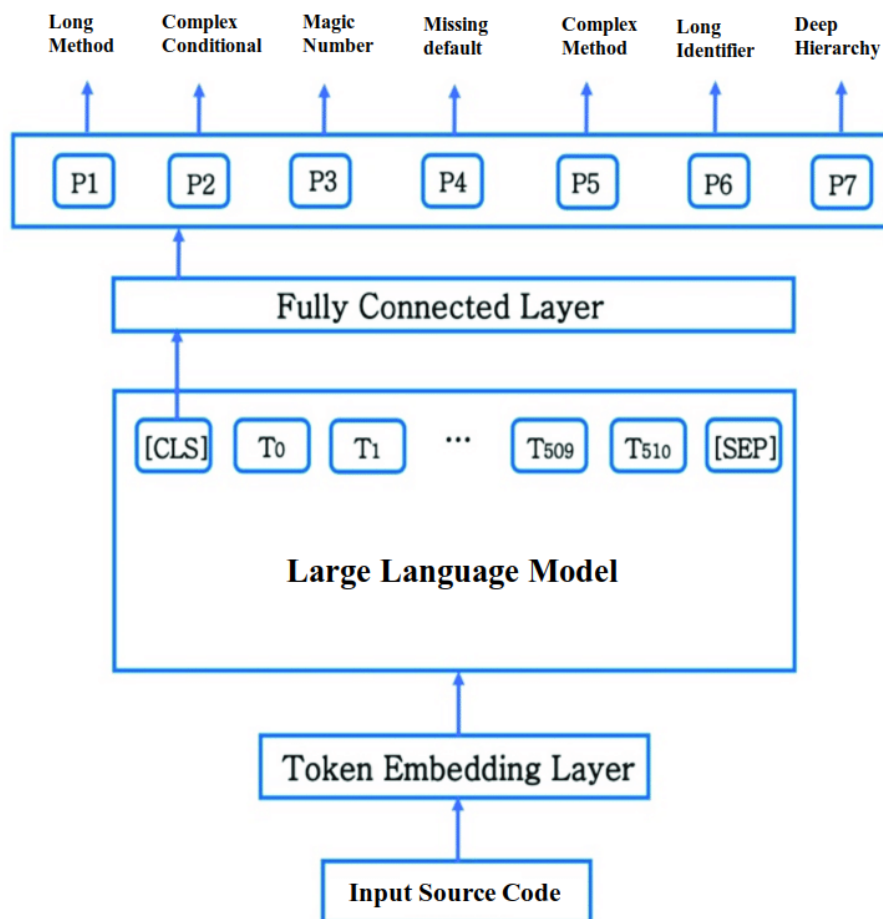 Long Method
Complex Conditional
Magic Number
Missing default
Complex Method
Long Identifier
Deep Hierarchy
P1 P2 P3 P4 P5 P6 P7
Fully Connected Layer
[CLS] T0 T1 ... T509 T510 [SEP]
Large Language Model
Token Embedding Layer
Input Source Code